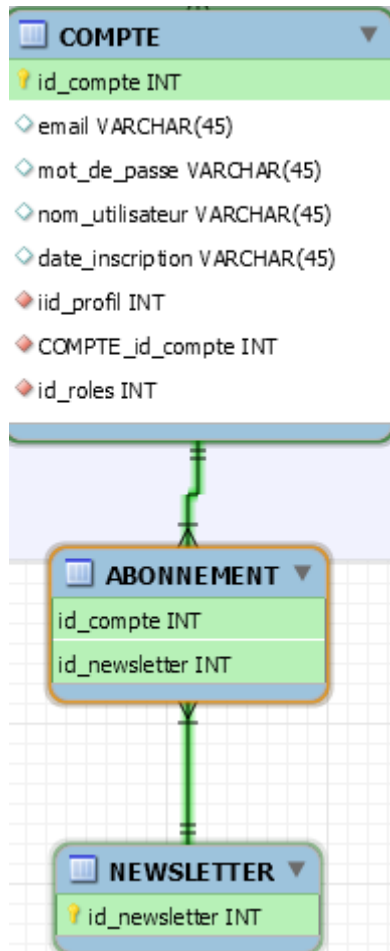 COMPTE
id_compte INT
email VARCHAR(45)
mot_de_passe VARCHAR(45)
nom_utilisateur VARCHAR(45)
date_inscription VARCHAR(45)
iid_profil INT
COMPTE_id_compte INT
id_roles INT
ABONNEMENT
id_compte INT
id_newsletter INT
NEWSLETTER
id_newsletter INT